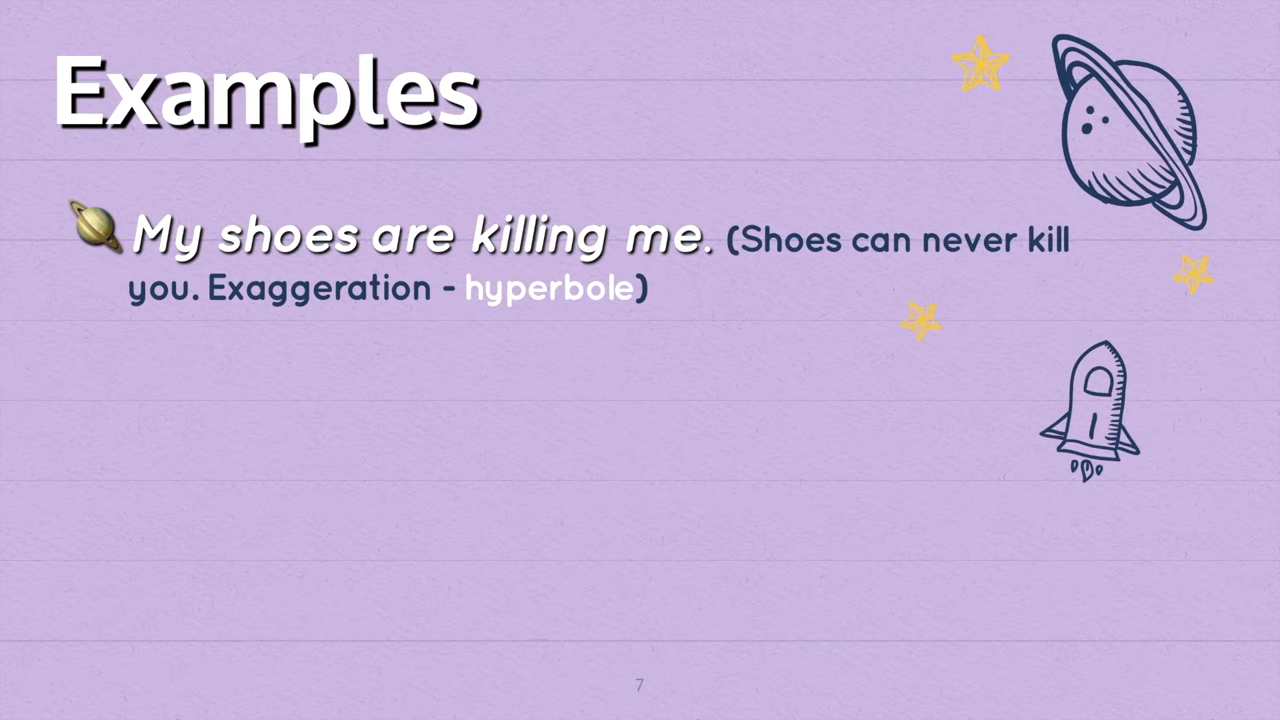 Examples
My shoes are killing me. (Shoes can never kill
you. Exaggeration - hyperbole)
7